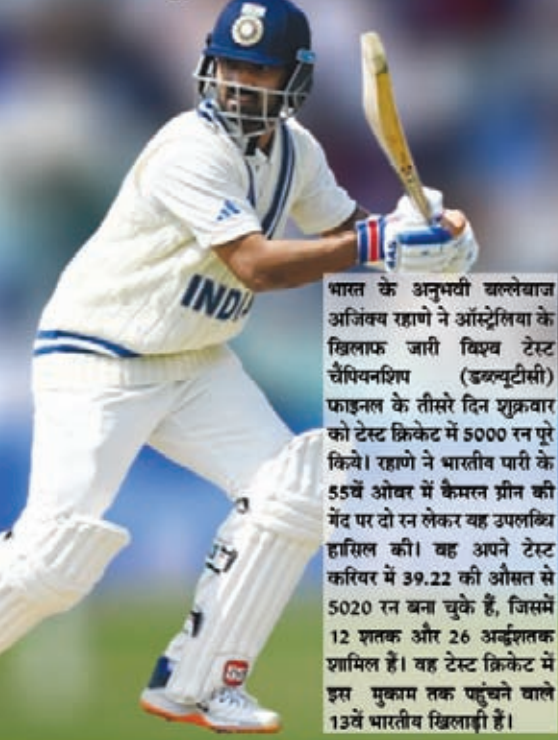 INDIA
भारत के अनुभवी बल्लेबाज
अजिंक्य रहाणे ने ऑस्ट्रेलिया के
खिलाफ जारी विश्व टेस्ट
चैंपियनशिप (डब्ल्यूटीसी)
फाइनल के तीसरे दिन शुक्रवार
को टेस्ट क्रिकेट में 5000 रन पूरे
किये। रहाणे ने भारतीय पारी के
55वें ओवर में कैमरन ग्रीन की
गेंद पर दो रन लेकर यह उपलब्धि
हासिल की। वह अपने टेस्ट
करियर में 39.22 की औसत से
5020 रन बना चुके हैं, जिसमें
12 शतक और 26 अर्द्धशतक
शामिल हैं। वह टेस्ट क्रिकेट में
इस मुकाम तक पहुंचने वाले
13वें भारतीय खिलाड़ी हैं।